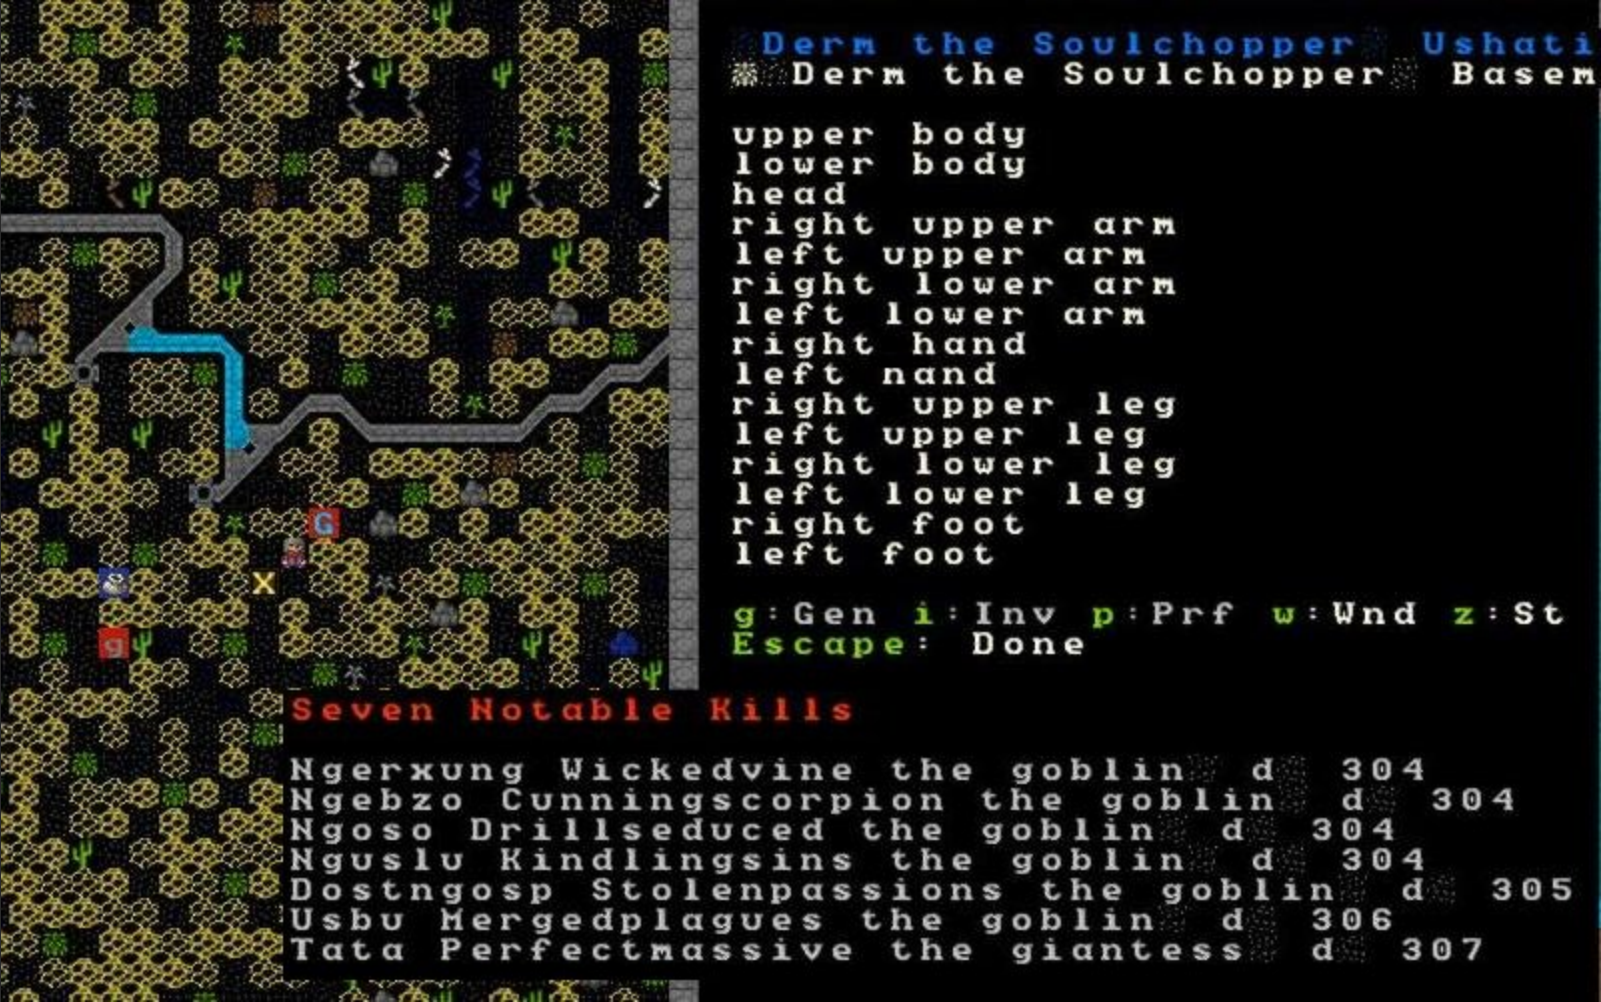 Derm the Soulchopper Ushati
Derm the Soulchopper Basem
upper body
lower body
head
right upper arm
left upper arm
right lower arm
left lower arm
right hand
left nand
right upper leg
left upper leg
right lower leg
left lower leg
right foot
left foot
g:Gen i:Inv p:Prf w:Wnd z:St
Escape: Done
G
X
g
Seven Notable Kills
Ngerxung Wickedvine the goblin d 304
Ngebzo Cunningscorpion the goblin d 304
Ngoso Drillseduced the goblin d 304
Nguslu Kindlingsins the goblin d 304
Dostngosp Stolenpassions the goblin d 305
Usbu Mergedplagues the goblin d 306
Tata Perfectmassive the giantess d 307